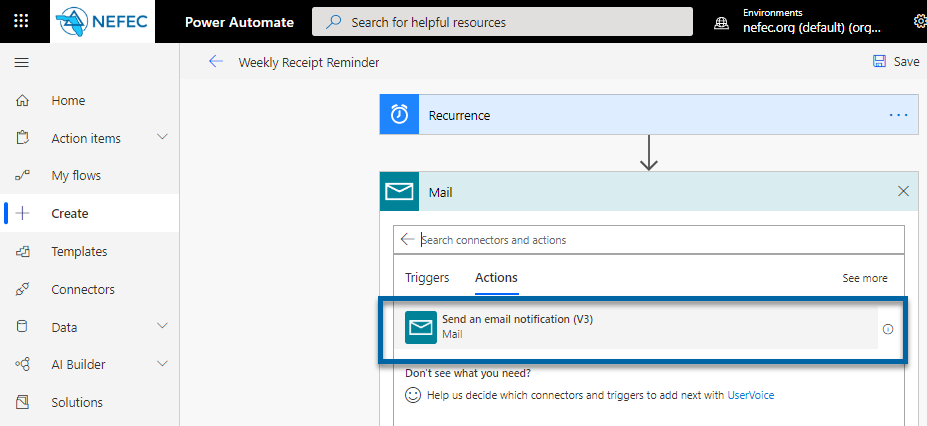 NEFEC
Power Automate
Search for helpful resources
Environments
nefec.org (default) (org...
Weekly Receipt Reminder
Save
Home
Action items
My flows
Create
Templates
Connectors
Data
AI Builder
Solutions
Recurrence
Mail
Search connectors and actions
Triggers
Actions
See more
Send an email notification (V3)
Mail
Don't see what you need?
Help us decide which connectors and triggers to add next with UserVoice